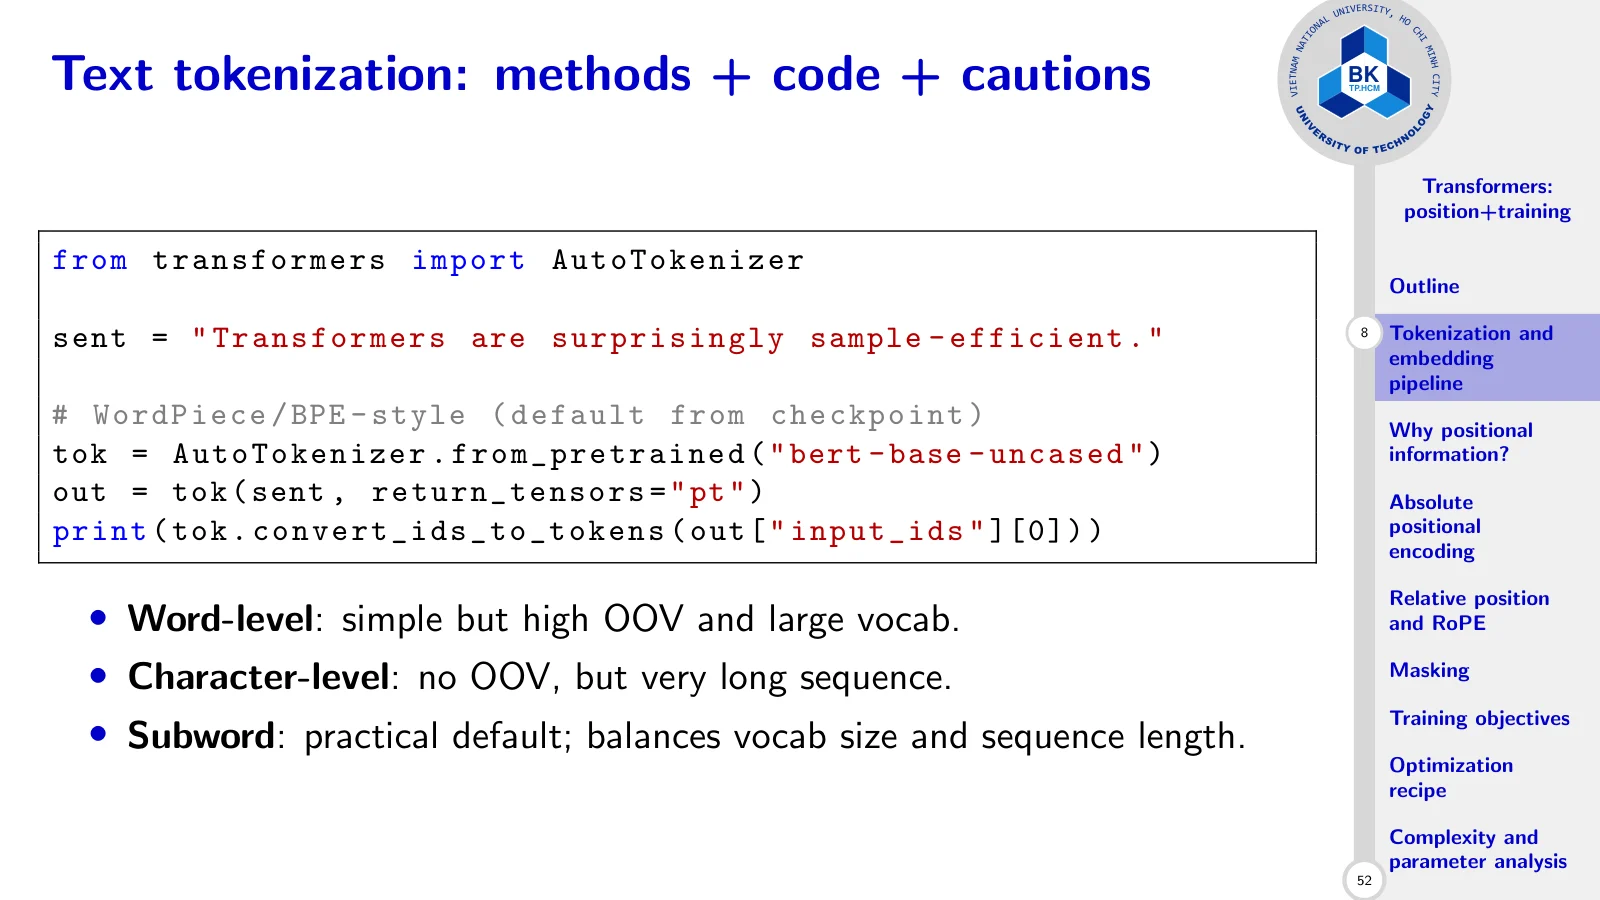 Text tokenization: methods + code + cautions
from transformers import AutoTokenizer
sent = "Transformers are surprisingly sample-efficient."
# WordPiece/BPE-style (default from checkpoint)
tok = AutoTokenizer.from_pretrained("bert-base-uncased")
out = tok(sent, return_tensors="pt")
print(tok.convert_ids_to_tokens(out["input_ids"][0]))
• Word-level: simple but high OOV and large vocab.
• Character-level: no OOV, but very long sequence.
• Subword: practical default; balances vocab size and sequence length.
VIETNAM NATIONAL UNIVERSITY, HO CHI MINH CITY
BK
TP.HCM
UNIVERSITY OF TECHNOLOGY
Transformers:
position+training
Outline
8
Tokenization and
embedding
pipeline
Why positional
information?
Absolute
positional
encoding
Relative position
and RoPE
Masking
Training objectives
Optimization
recipe
Complexity and
parameter analysis
52